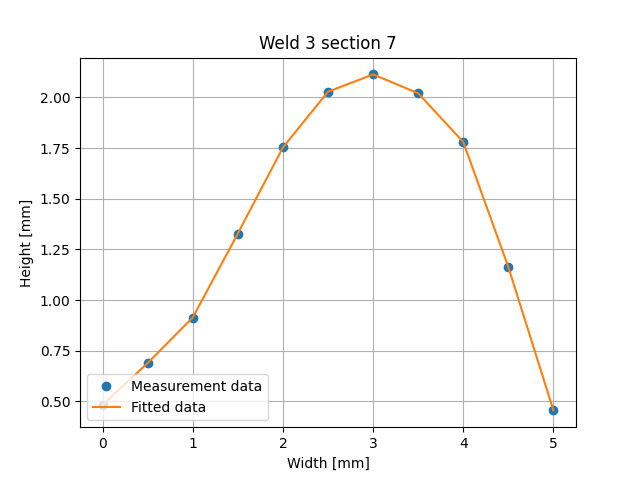 Weld 3 section 7
Height [mm]
2.00
1.75
1.50
1.25
1.00
0.75
0.50
Measurement data
Fitted data
0 1 2 3 4 5
Width [mm]